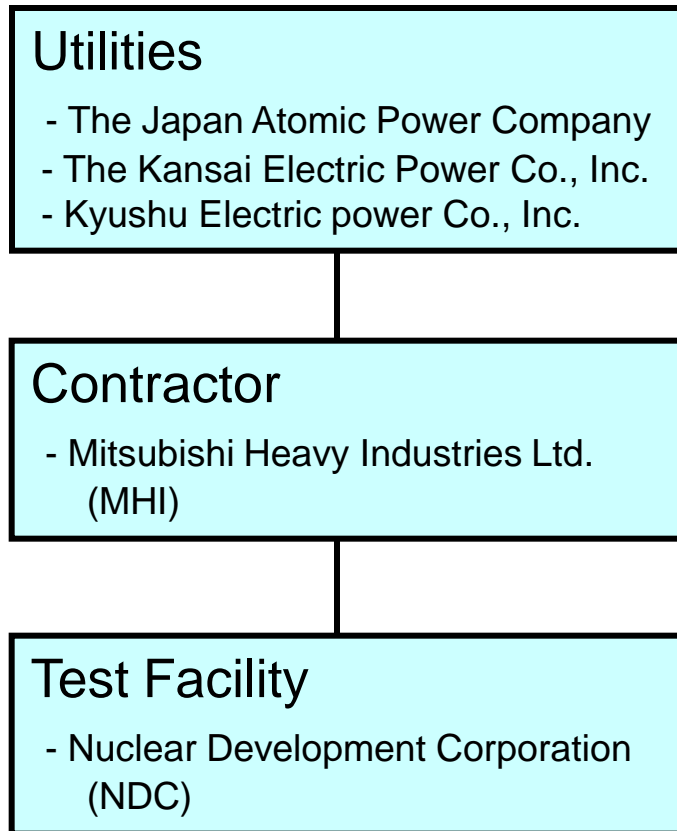 Utilities
- The Japan Atomic Power Company
- The Kansai Electric Power Co., Inc.
- Kyushu Electric power Co., Inc.
Contractor
- Mitsubishi Heavy Industries Ltd.
(MHI)
Test Facility
- Nuclear Development Corporation
(NDC)